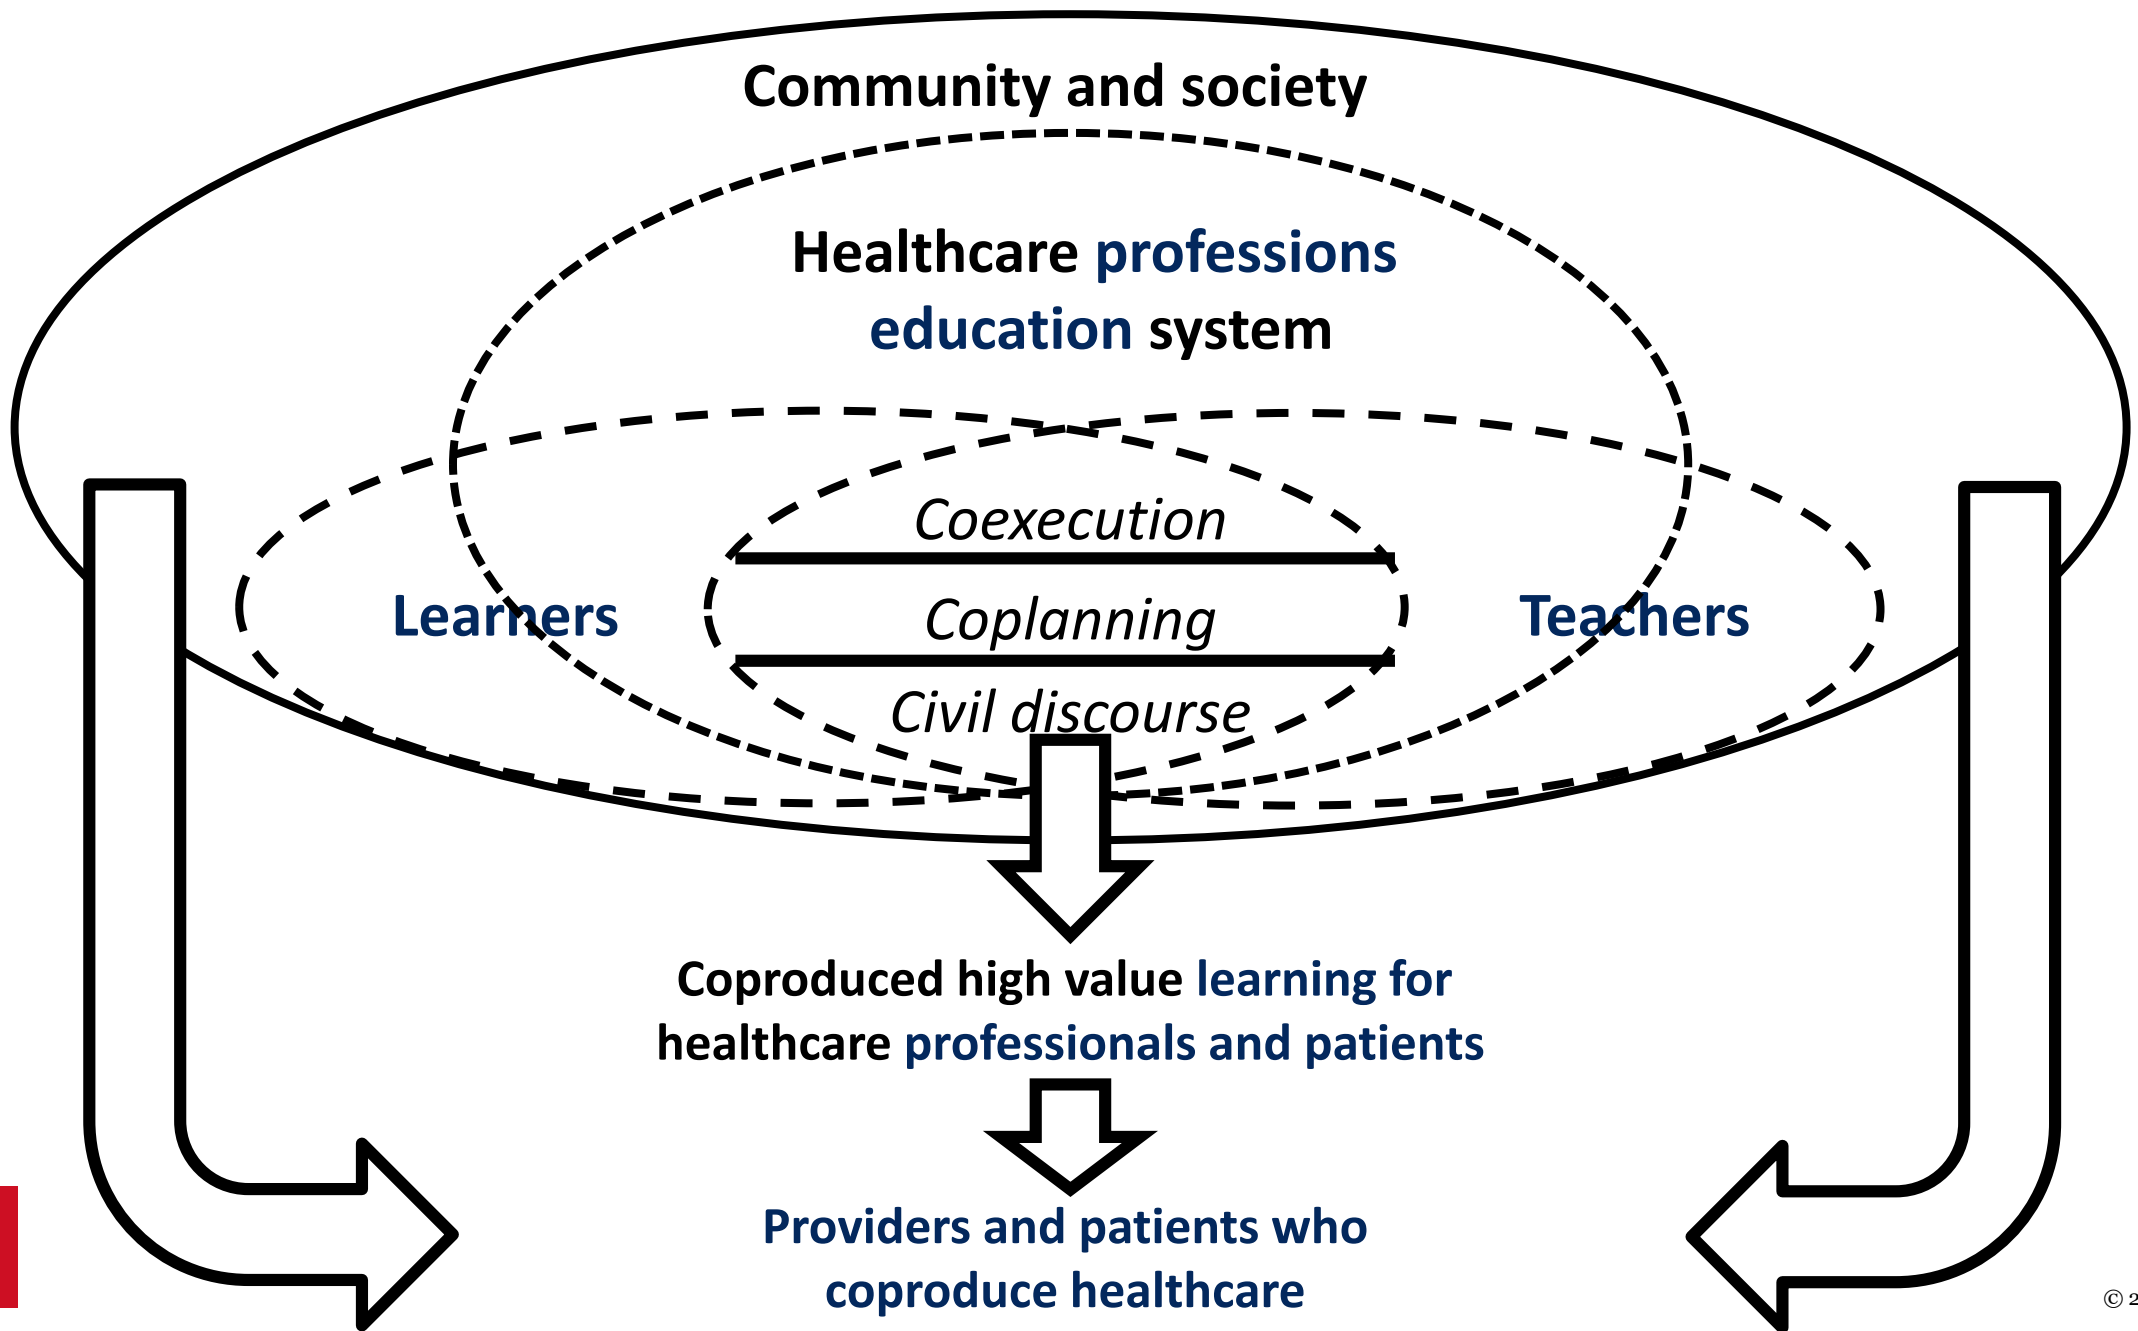 Community and society
Healthcare professions
education system
Coexecution
Learners
Coplanning
Teachers
Civil discourse
Coproduced high value learning for
healthcare professionals and patients
Providers and patients who
coproduce healthcare
© 2